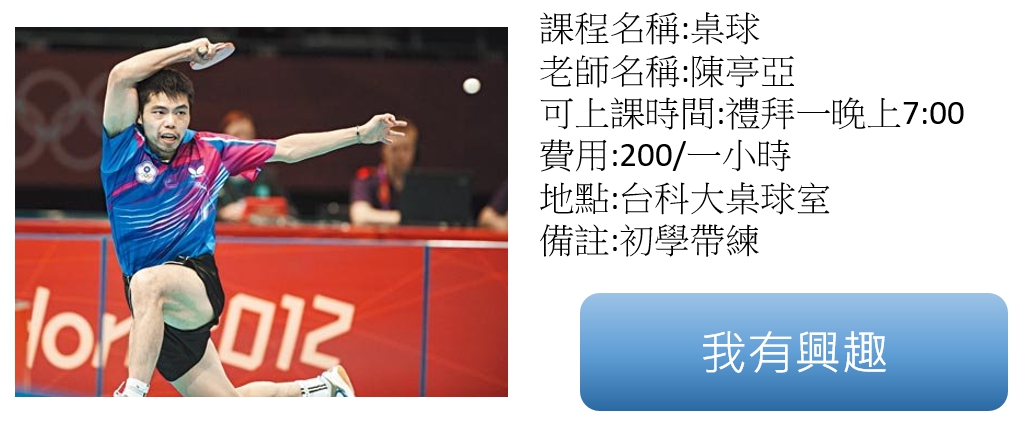 課程名稱:桌球
老師名稱:陳亭亞
可上課時間:禮拜一晚上7:00
費用:200/一小時
地點:台科大桌球室
備註:初學帶練
我有興趣
lon 2012